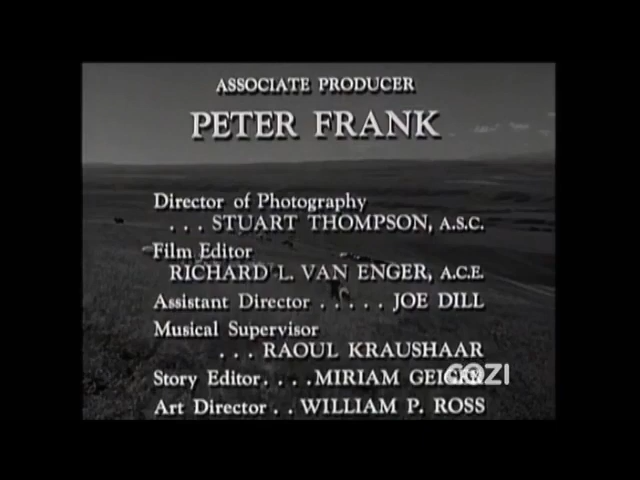 ASSOCIATE PRODUCER
PETER FRANK
Director of Photography
. . . STUART THOMPSON, A.S.C.
Film Editor
RICHARD L. VAN ENGER, A.C.E.
Assistant Director . . . . . JOE DILL
Musical Supervisor
. . . RAOUL KRAUSHAAR
Story Editor . . . . MIRIAM
COZI
Art Director . . WILLIAM P. ROSS